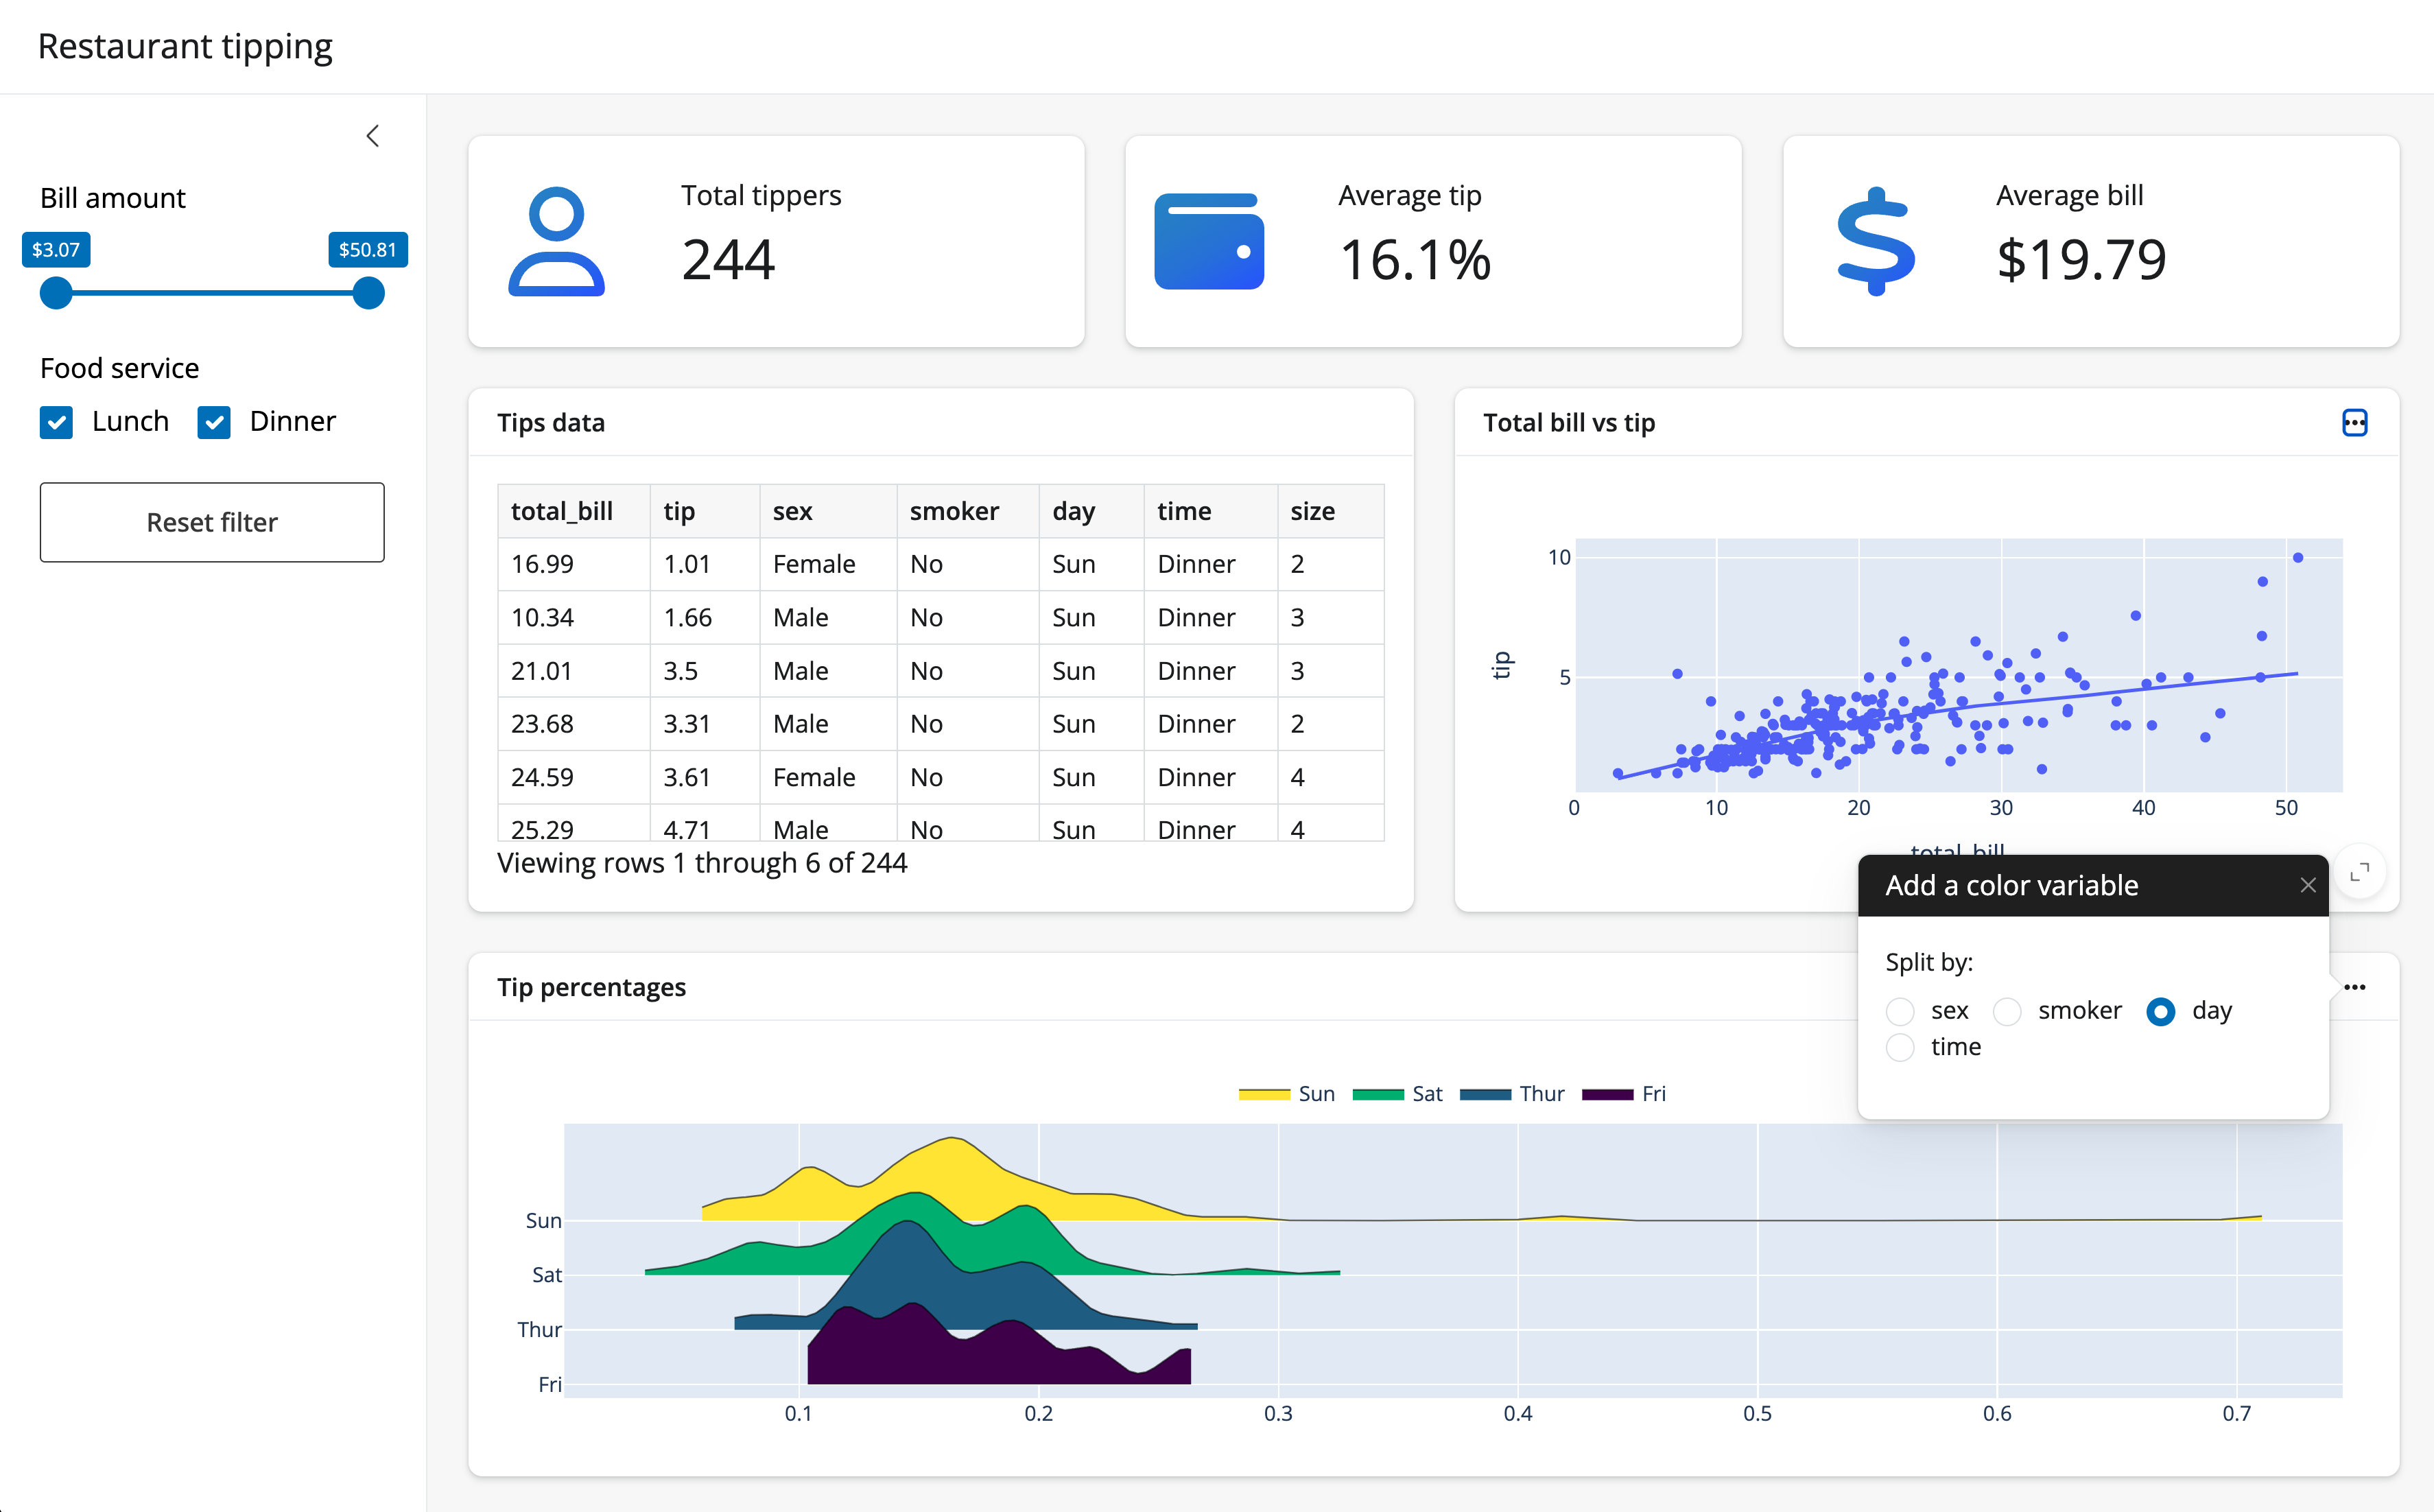 Restaurant tipping
Bill amount
$3.07 $50.81
Food service
Lunch Dinner
Reset filter
Total tippers
244
Average tip
16.1%
Average bill
$19.79
Tips data
total_bill tip sex smoker day time size
16.99 1.01 Female No Sun Dinner 2
10.34 1.66 Male No Sun Dinner 3
21.01 3.5 Male No Sun Dinner 3
23.68 3.31 Male No Sun Dinner 2
24.59 3.61 Female No Sun Dinner 4
25.29 4.71 Male No Sun Dinner 4
Viewing rows 1 through 6 of 244
Total bill vs tip
10
5
tip
0 10 20 30 40 50
total_bill
Add a color variable
Split by:
sex smoker day
time
Tip percentages
Sun Sat Thur Fri
Sun
Sat
Thur
Fri
0.1 0.2 0.3 0.4 0.5 0.6 0.7